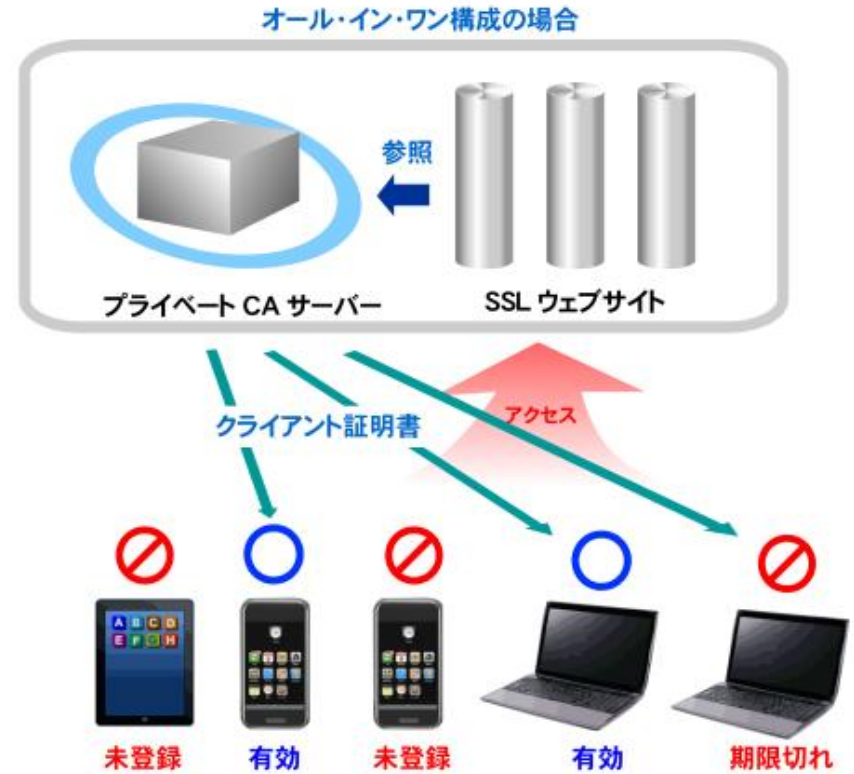 オール・イン・ワン構成の場合
参照
プライベート CA サーバー
SSL ウェブサイト
アクセス
クライアント証明書
A B C D
E F G H
未登録
有効
未登録
有効
期限切れ